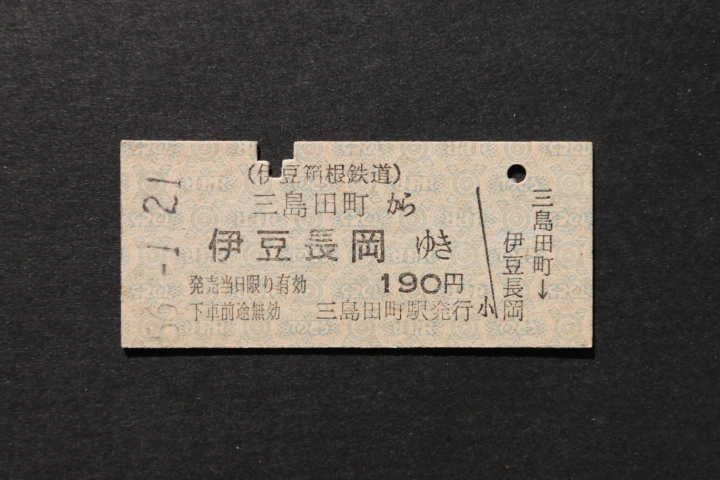 (伊豆箱根鉄道)
三島田町から
伊豆長岡ゆき
発売当日限り有効 190円
下車前途無効 三島田町駅発行
小
三島田町→
伊豆長岡
-1.21